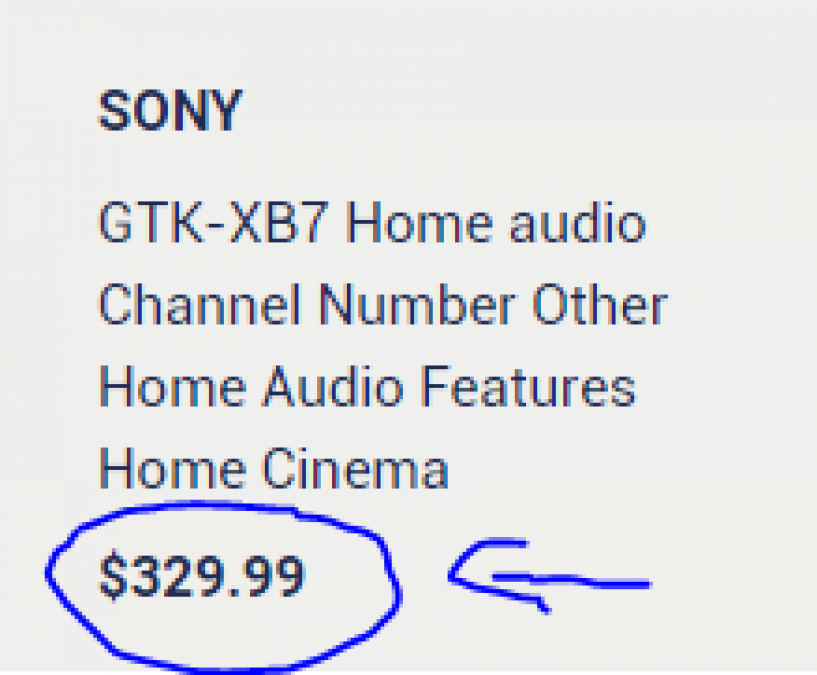 SONY
GTK-XB7 Home audio
Channel Number Other
Home Audio Features
Home Cinema
$329.99